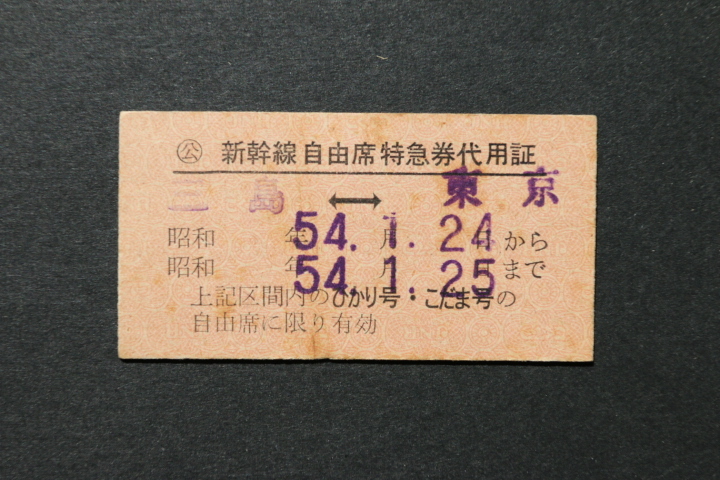 ㊂ 新幹線自由席特急券代用証
三島 ⟷ 東京
昭和 54年1.月24日から
昭和 54年1.月25日まで
上記区間内のひかり号・こだま号の
自由席に限り有効